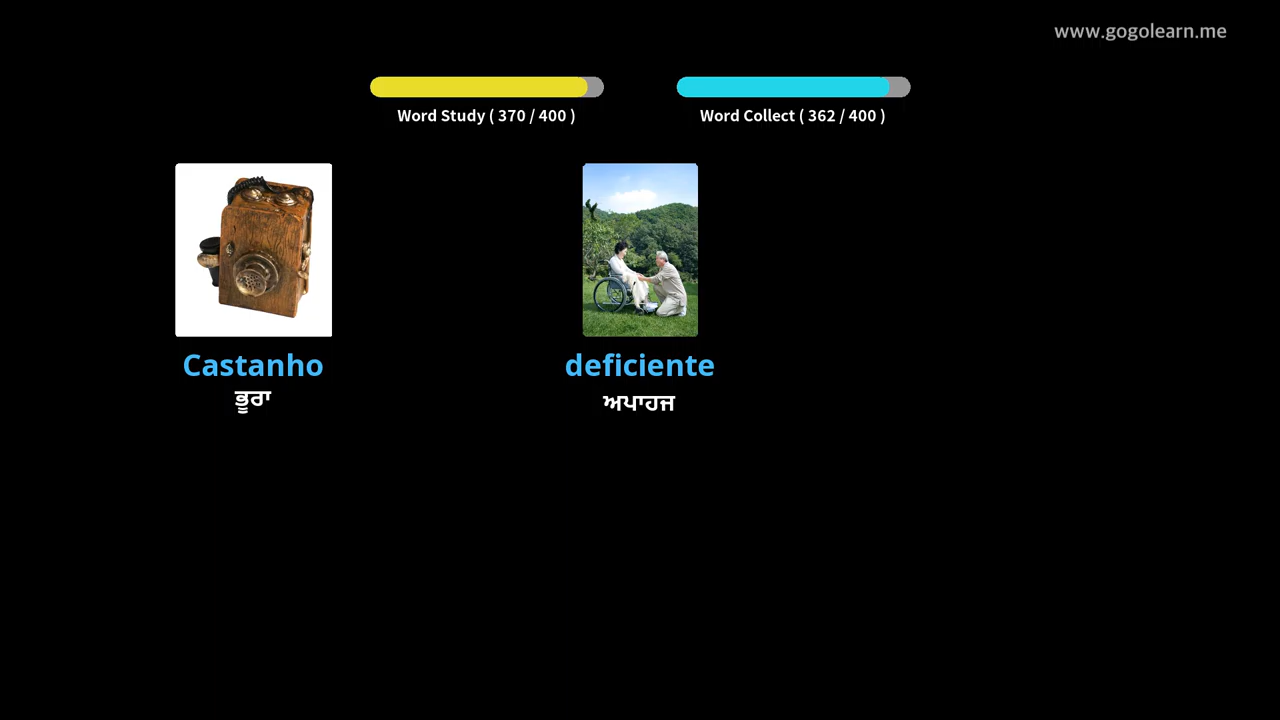 www.gogolearn.me
Word Study ( 370 / 400 )
Word Collect ( 362 / 400 )
Castanho
ਭੂਰਾ
deficiente
ਅਪਾਹਜ